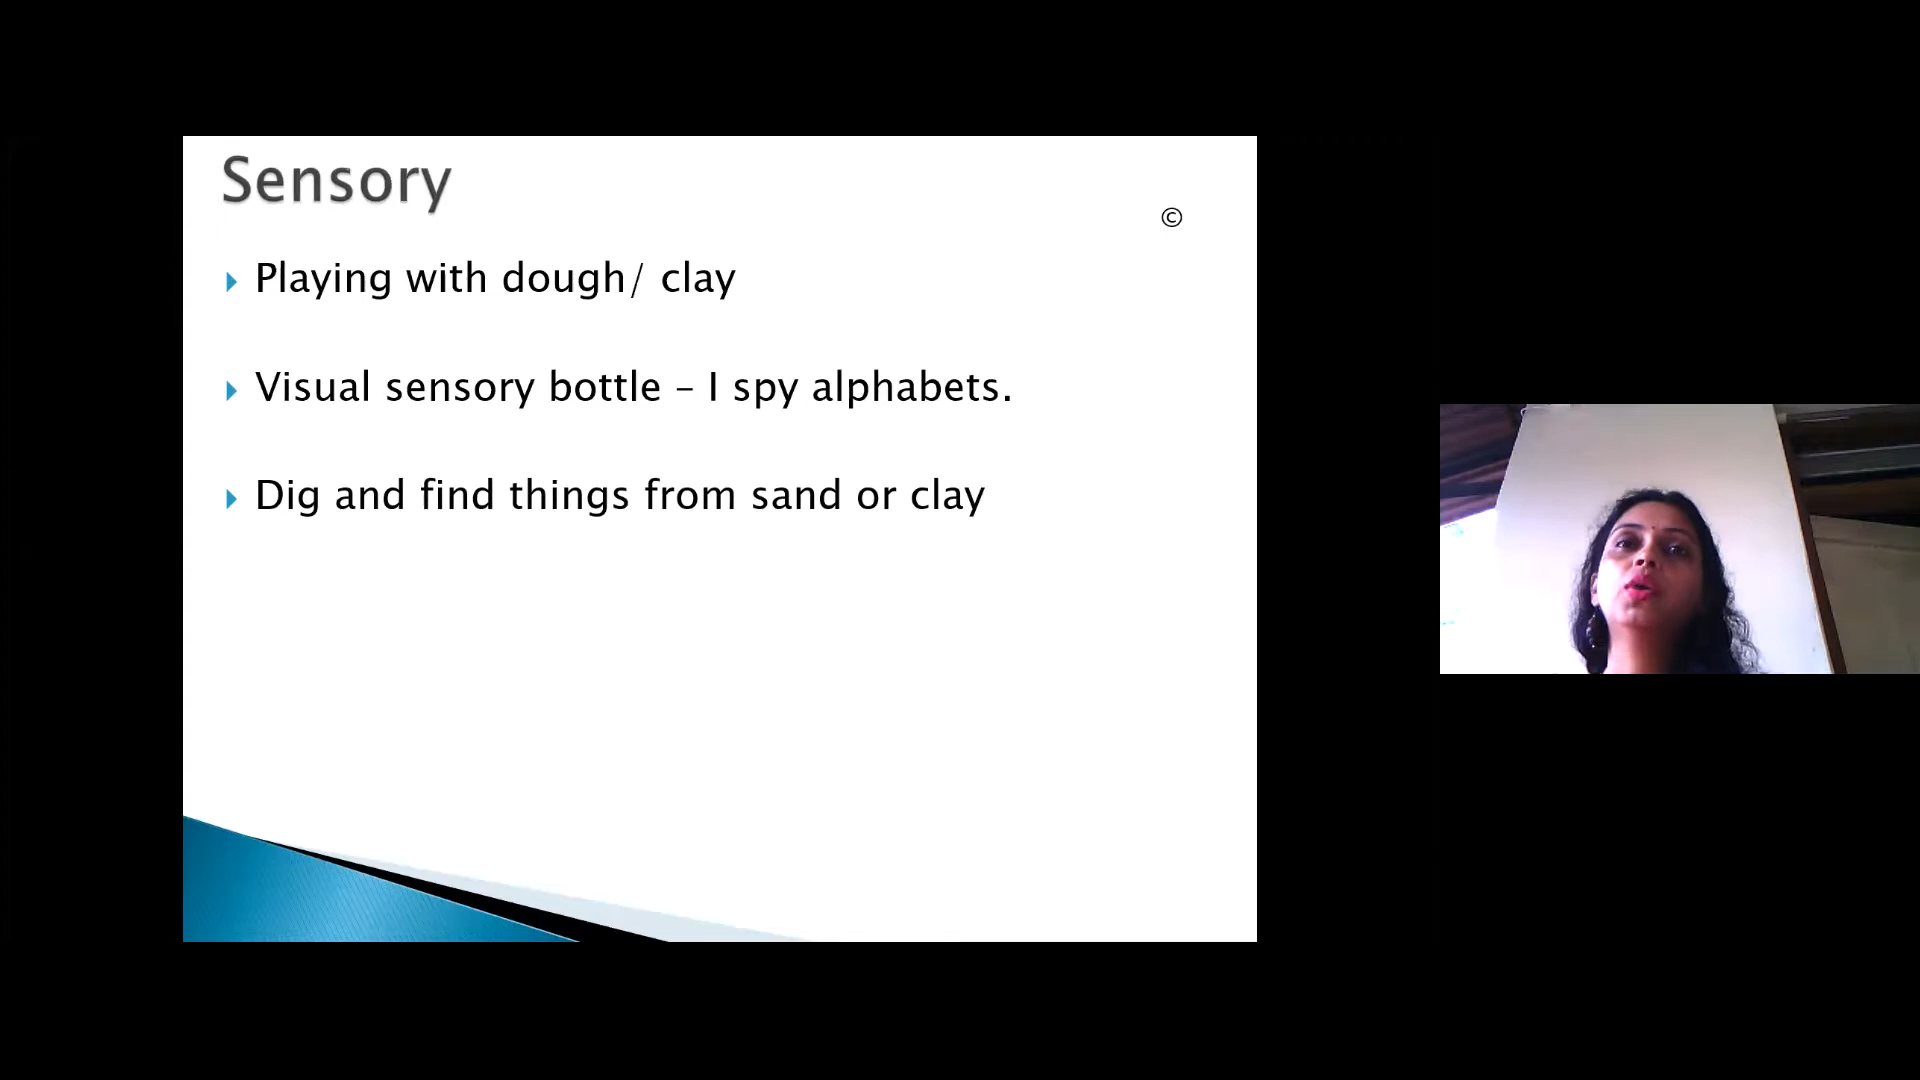 Sensory
©
Playing with dough/ clay
Visual sensory bottle – I spy alphabets.
Dig and find things from sand or clay